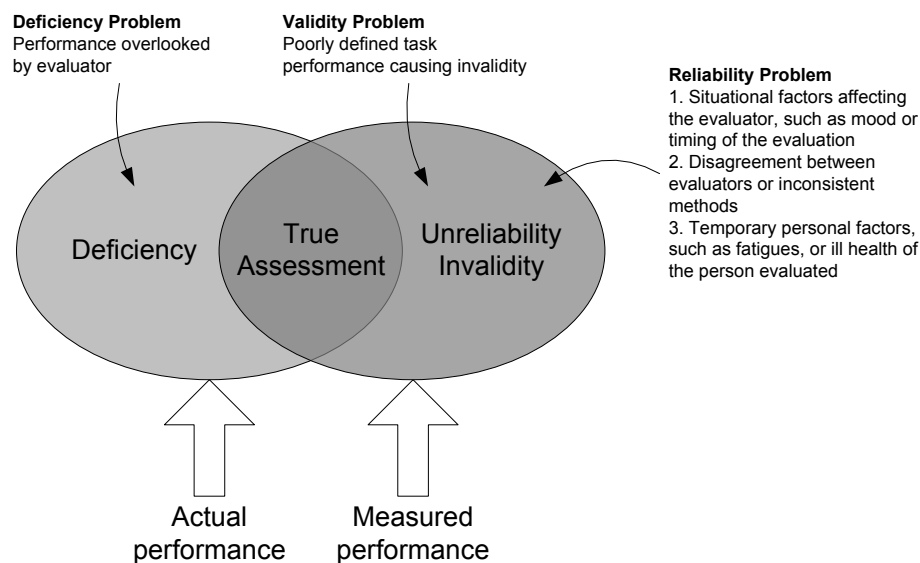 Deficiency Problem
Performance overlooked
by evaluator
Validity Problem
Poorly defined task
performance causing invalidity
Reliability Problem
1. Situational factors affecting
the evaluator, such as mood or
timing of the evaluation
2. Disagreement between
evaluators or inconsistent
methods
3. Temporary personal factors,
such as fatigues, or ill health of
the person evaluated
Deficiency
True
Assessment
Unreliability
Invalidity
Actual
performance
Measured
performance